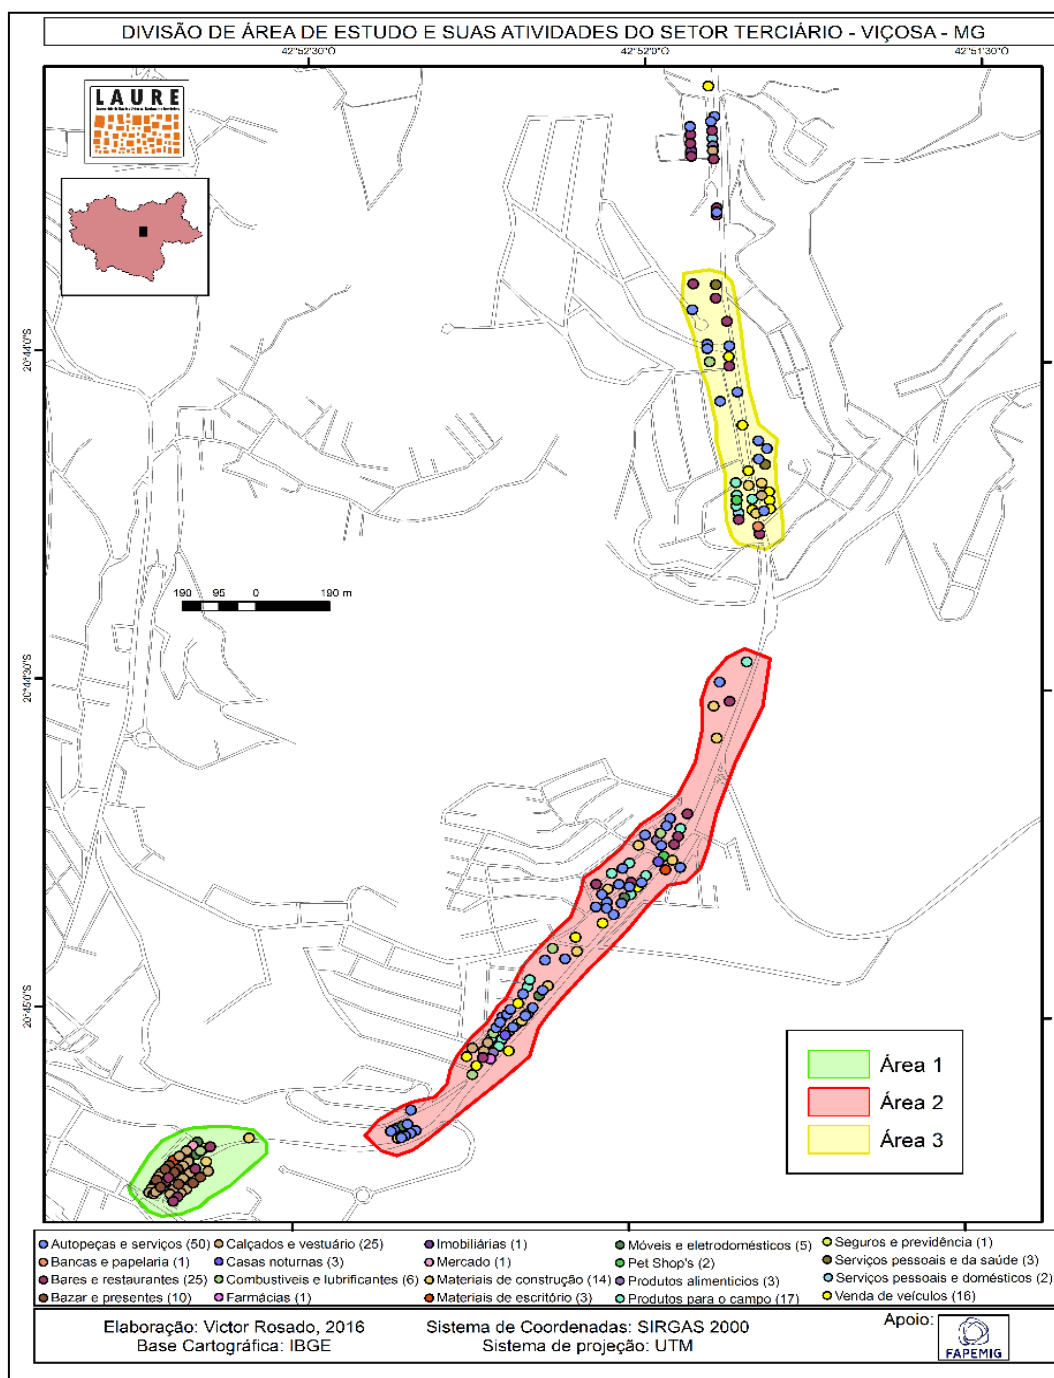 DIVISÃO DE ÁREA DE ESTUDO E SUAS ATIVIDADES DO SETOR TERCIÁRIO - VIÇOSA - MG
42°52'30"O
42°52'0"O
42°51'30"O
LAURE
20°44'0"S
190 95 0 190 m
20°44'30"S
20°45'0"S
Área 1
Área 2
Área 3
Autopeças e serviços (50)
Bancas e papelaria (1)
Bares e restaurantes (25)
Bazar e presentes (10)
Calçados e vestuário (25)
Casas noturnas (3)
Combustíveis e lubrificantes (6)
Farmácias (1)
Imobiliárias (1)
Mercado (1)
Materiais de construção (14)
Materiais de escritório (3)
Móveis e eletrodomésticos (5)
Pet Shop's (2)
Produtos alimenticios (3)
Produtos para o campo (17)
Seguros e previdência (1)
Serviços pessoais e da saúde (3)
Serviços pessoais e domésticos (2)
Venda de veículos (16)
Elaboração: Victor Rosado, 2016
Base Cartográfica: IBGE
Sistema de Coordenadas: SIRGAS 2000
Sistema de projeção: UTM
Apoio:
FAPEMIG